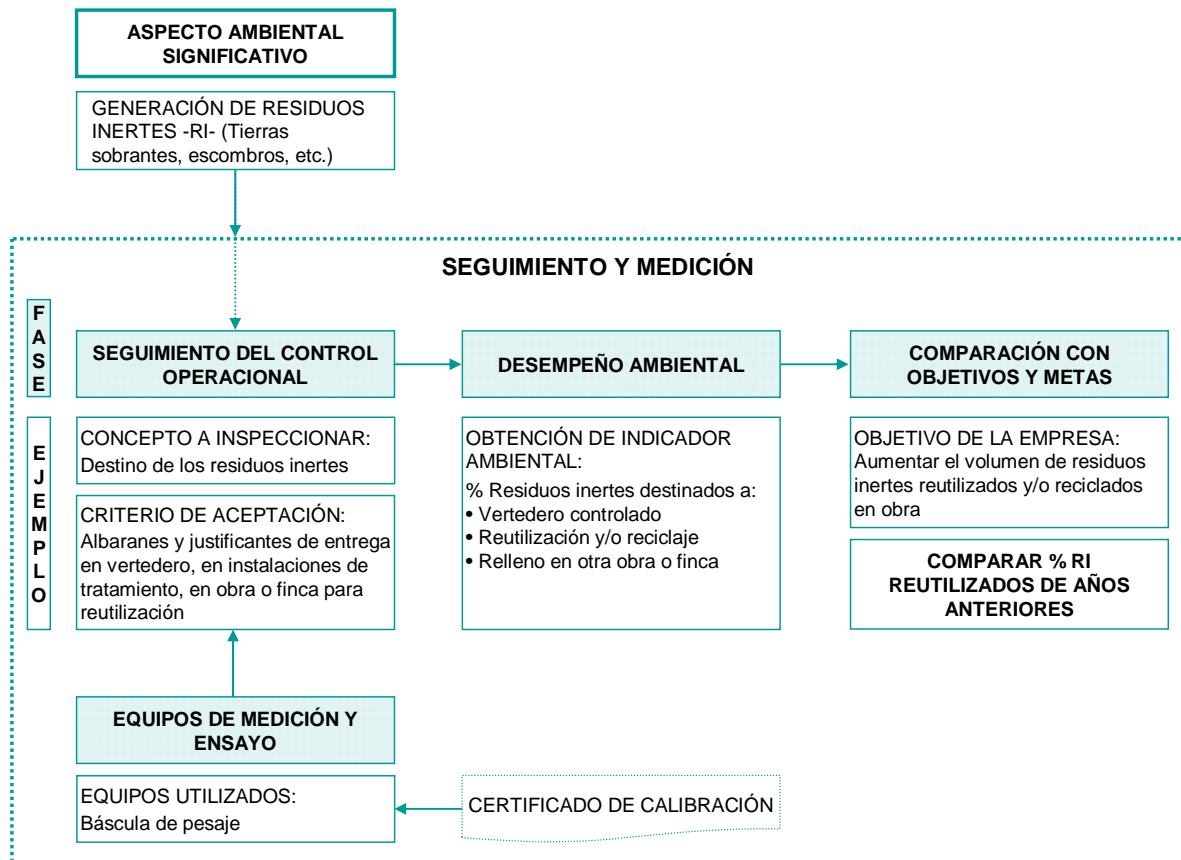 ASPECTO AMBIENTAL
SIGNIFICATIVO
GENERACIÓN DE RESIDUOS
INERTES -RI- (Tierras
sobrantes, escombros, etc.)
SEGUIMIENTO Y MEDICIÓN
FASE
SEGUIMIENTO DEL CONTROL
OPERACIONAL
DESEMPEÑO AMBIENTAL
COMPARACIÓN CON
OBJETIVOS Y METAS
EJEMPLO
CONCEPTO A INSPECCIONAR:
Destino de los residuos inertes
CRITERIO DE ACEPTACIÓN:
Albaranes y justificantes de entrega
en vertedero, en instalaciones de
tratamiento, en obra o finca para
reutilización
OBTENCIÓN DE INDICADOR
AMBIENTAL:
% Residuos inertes destinados a:
• Vertedero controlado
• Reutilización y/o reciclaje
• Relleno en otra obra o finca
OBJETIVO DE LA EMPRESA:
Aumentar el volumen de residuos
inertes reutilizados y/o reciclados
en obra
COMPARAR % RI
REUTILIZADOS DE AÑOS
ANTERIORES
EQUIPOS DE MEDICIÓN Y
ENSAYO
EQUIPOS UTILIZADOS:
Báscula de pesaje
CERTIFICADO DE CALIBRACIÓN